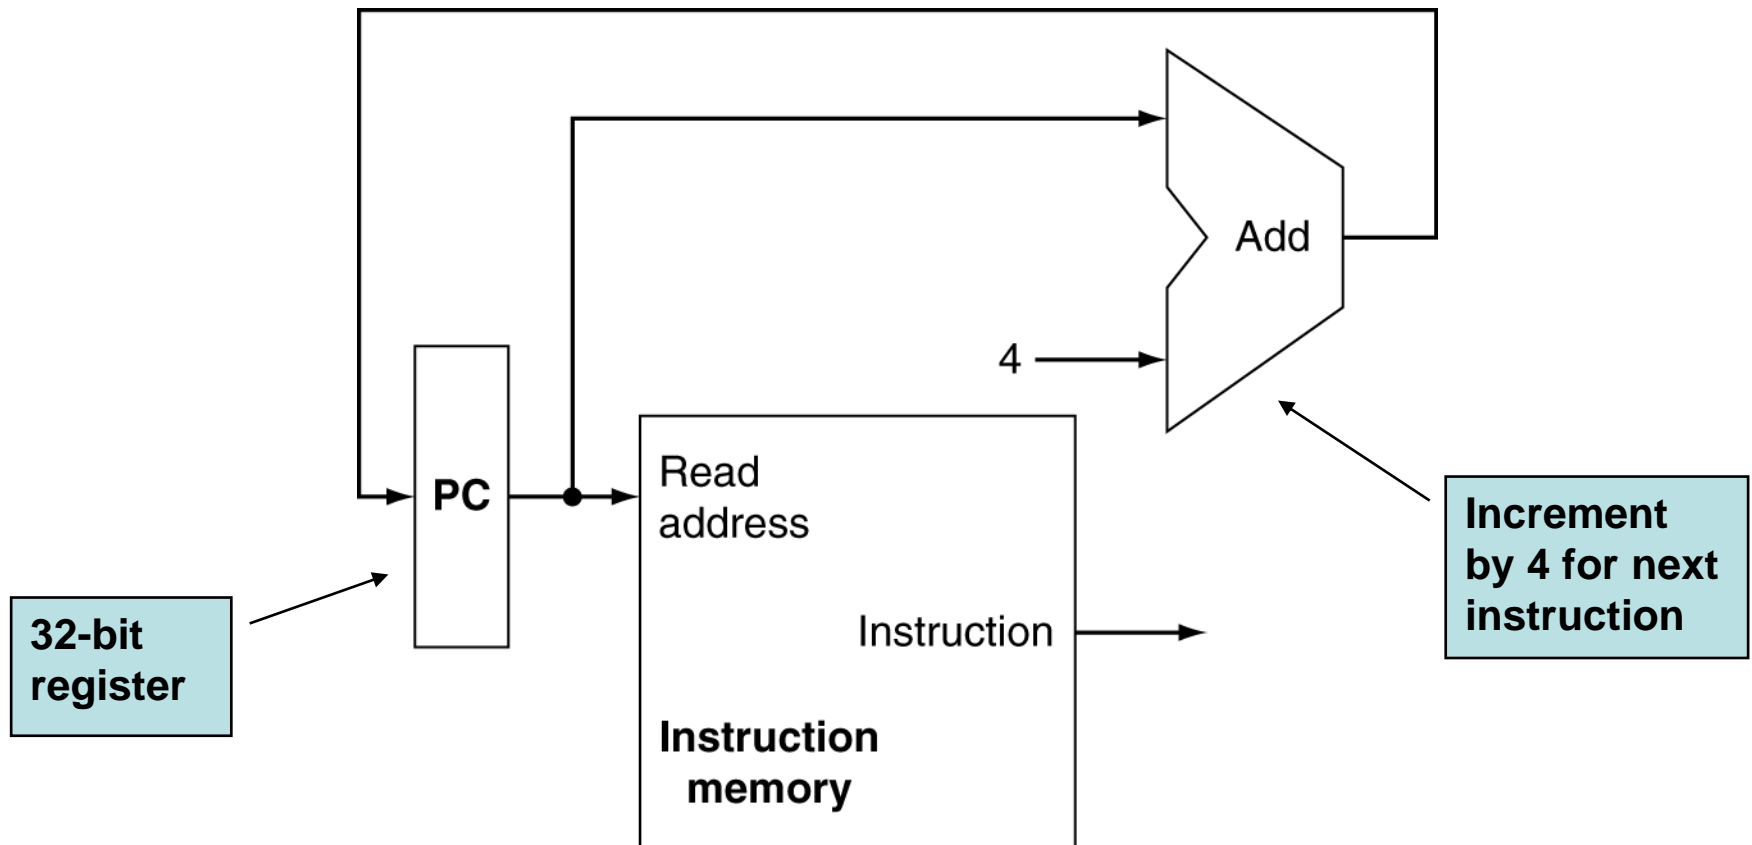 Add
4
PC
Read
address
Instruction
Instruction
memory
32-bit
register
Increment
by 4 for next
instruction